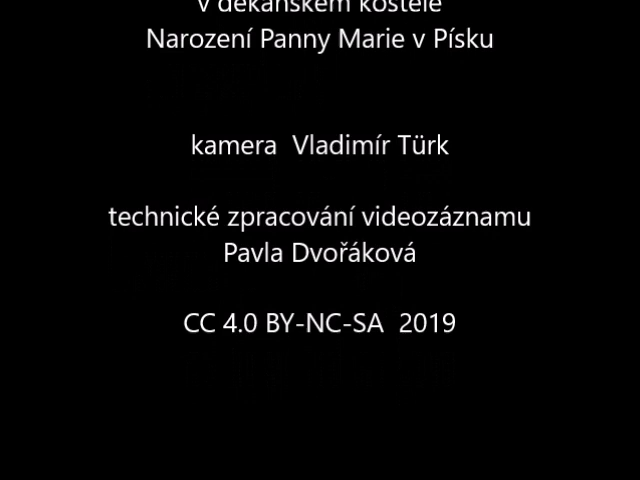 v děkanském kostele
Narození Panny Marie v Písku
kamera  Vladimír Türk
technické zpracování videozáznamu
Pavla Dvořáková
CC 4.0 BY-NC-SA  2019